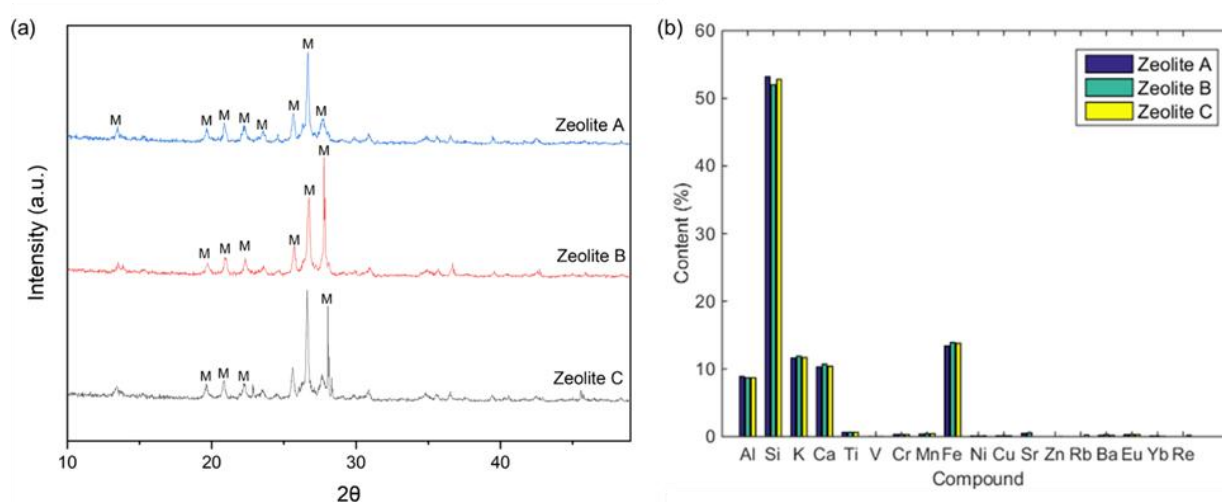 (a)
M
M
M
M
M
M
M
M
Zeolite A
M
M
M
M
M
M
Zeolite B
M
M
M
M
Zeolite C
Intensity (a.u.)
10
20
30
40
2θ
(b)
60
50
40
30
20
10
0
Content (%)
Zeolite A
Zeolite B
Zeolite C
Al Si K Ca Ti V Cr Mn Fe Ni Cu Sr Zn Rb Ba Eu Yb Re
Compound